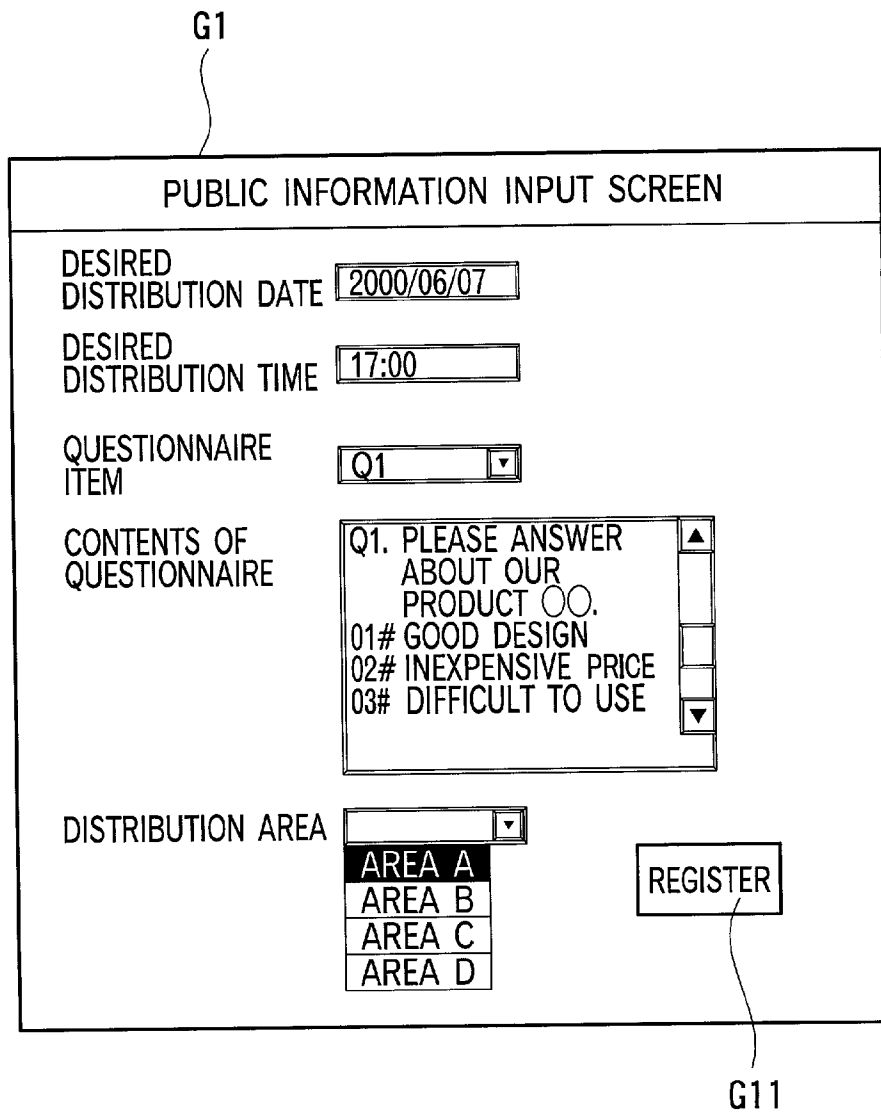 G1
PUBLIC INFORMATION INPUT SCREEN
DESIRED
DISTRIBUTION DATE 2000/06/07
DESIRED
DISTRIBUTION TIME 17:00
QUESTIONNAIRE
ITEM
Q1
CONTENTS OF
QUESTIONNAIRE
Q1. PLEASE ANSWER
ABOUT OUR
PRODUCT ○○.
01# GOOD DESIGN
02# INEXPENSIVE PRICE
03# DIFFICULT TO USE
DISTRIBUTION AREA
AREA A
AREA B
AREA C
AREA D
REGISTER
G11